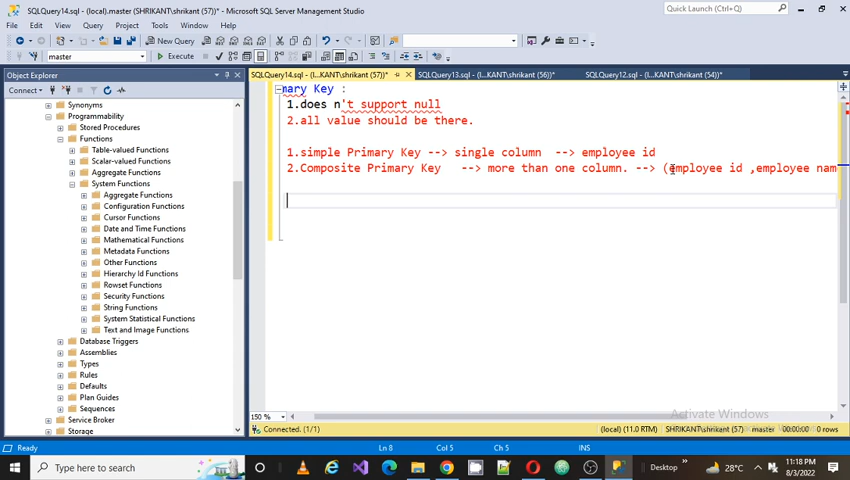 SQLQuery14.sql - (local).master (SHRIKANT\shrikant (57))* - Microsoft SQL Server Management Studio
Quick Launch (Ctrl+Q)
File Edit View Query Project Tools Window Help
New Query
master
Execute
Object Explorer
SQLQuery14.sql - (l...KANT\shrikant (57))*
SQLQuery13.sql - (l...KANT\shrikant (56))*
SQLQuery12.sql - (l...KANT\shrikant (54))*
Connect
Synonyms
Programmability
Stored Procedures
Functions
Table-valued Functions
Scalar-valued Functions
Aggregate Functions
System Functions
Aggregate Functions
Configuration Functions
Cursor Functions
Date and Time Functions
Mathematical Functions
Metadata Functions
Other Functions
Hierarchy Id Functions
Rowset Functions
Security Functions
String Functions
System Statistical Functions
Text and Image Functions
Database Triggers
Assemblies
Types
Rules
Defaults
Plan Guides
Sequences
Service Broker
Storage
mary Key :
1.does n't support null
2.all value should be there.
1.simple Primary Key --> single column --> employee id
2.Composite Primary Key --> more than one column. --> (employee id ,employee nam
150 %
Activate Windows
Connected. (1/1)
(local) (11.0 RTM) SHRIKANT\shrikant (57) master 00:00:00 0 rows
Ready
Ln 8 Col 5 Ch 5 INS
Type here to search
Desktop
28°C
11:18 PM
8/3/2022